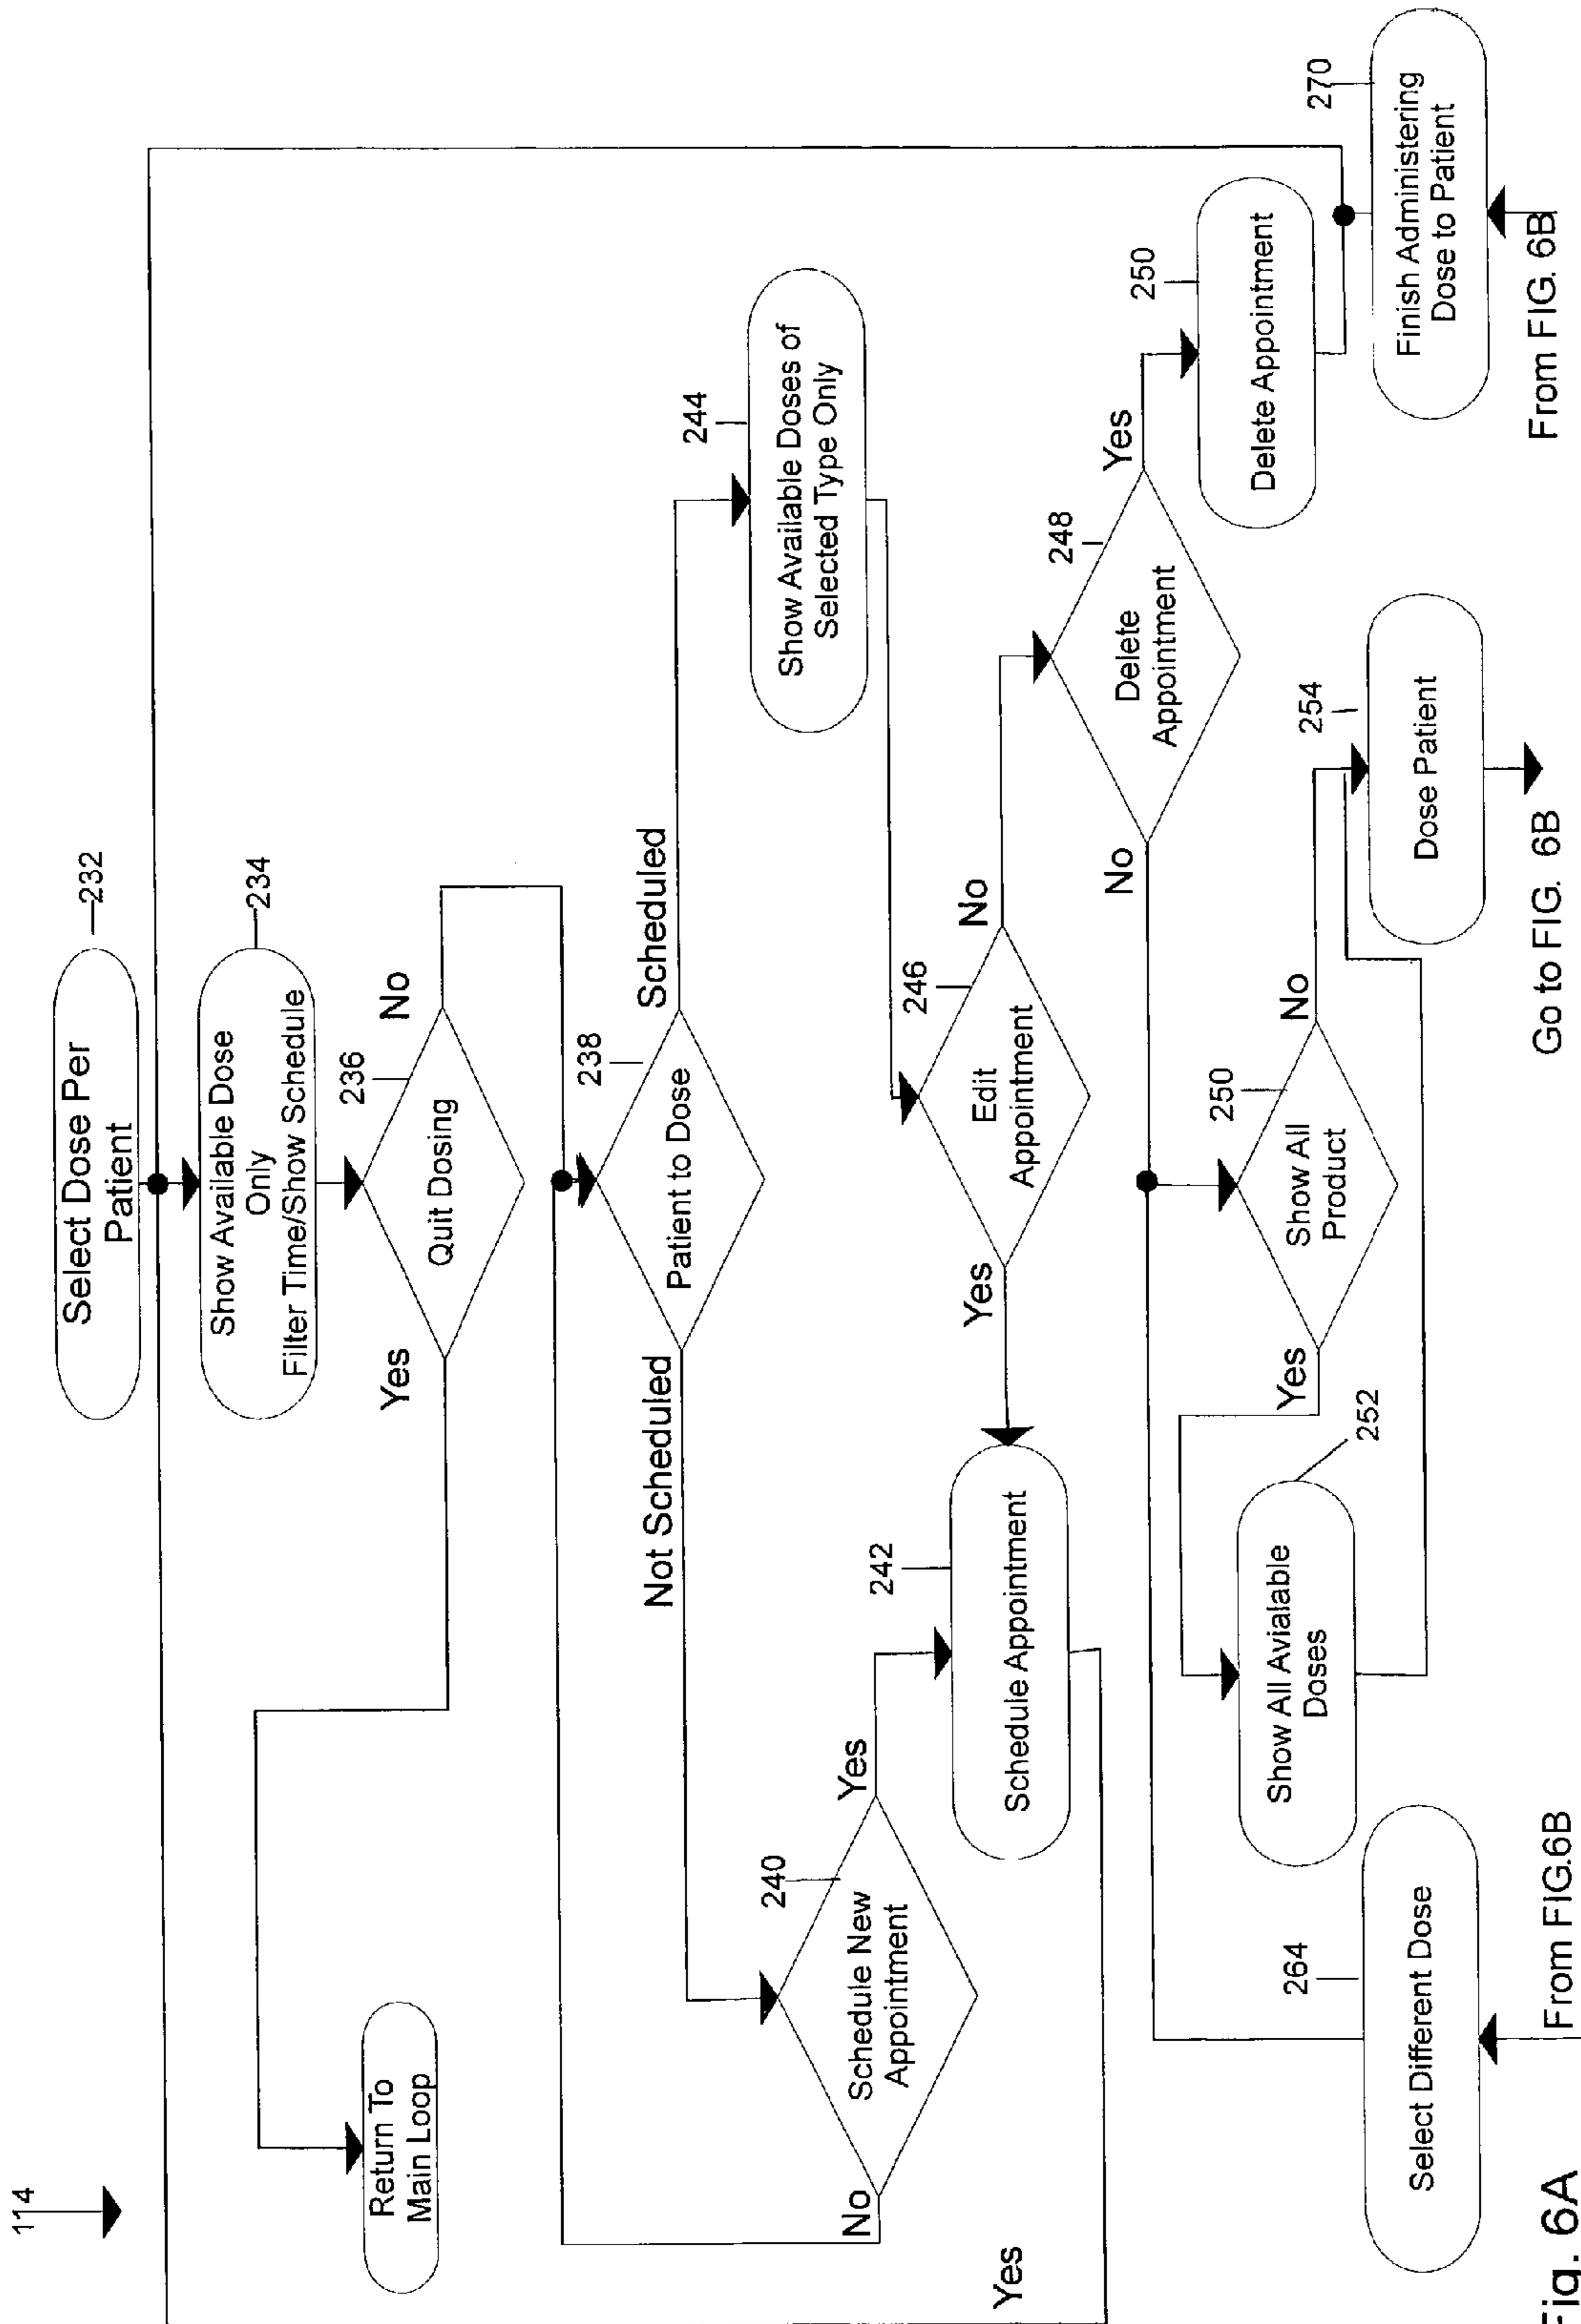 114
Select Dose Per
Patient
232
Show Available Dose
Only
Filter Time/Show Schedule
234
Quit Dosing
236
Yes
No
Return To
Main Loop
Patient to Dose
238
Not Scheduled
Scheduled
Schedule New
Appointment
240
No
Yes
Schedule Appointment
242
Yes
Show Available Doses of
Selected Type Only
244
Edit
Appointment
246
Yes
No
Delete
Appointment
248
No
Yes
Delete Appointment
250
Show All
Product
250
Yes
No
Show All Avialable
Doses
252
Dose Patient
254
Select Different Dose
264
Finish Administering
Dose to Patient
270
From FIG.6B
Go to FIG. 6B
From FIG. 6B
Fig. 6A